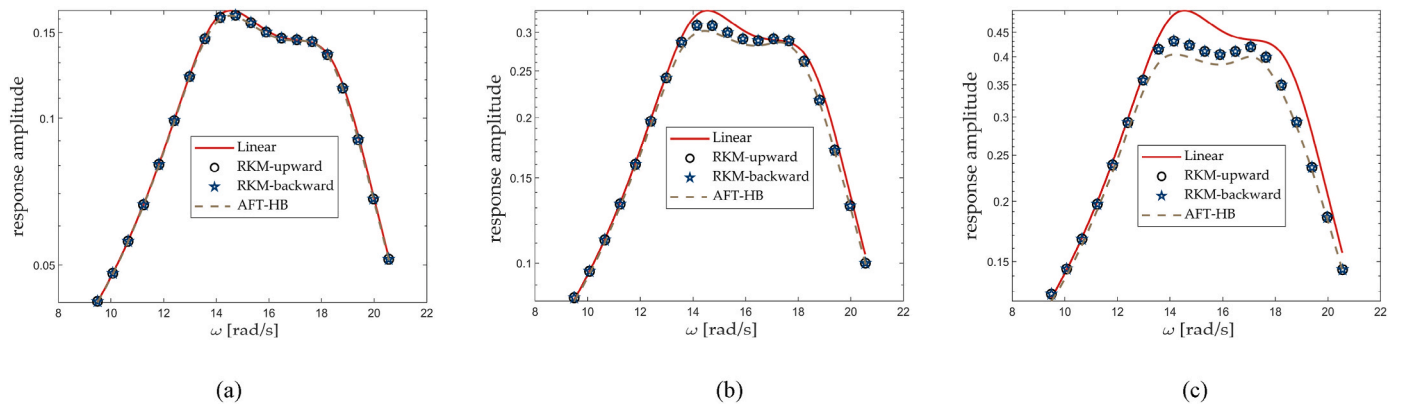 0.15
0.1
0.05
response amplitude
Linear
RKM-upward
RKM-backward
AFT-HB
8 10 12 14 16 18 20 22
ω [rad/s]
(a)
0.3
0.25
0.2
0.15
0.1
response amplitude
Linear
RKM-upward
RKM-backward
AFT-HB
8 10 12 14 16 18 20 22
ω [rad/s]
(b)
0.45
0.4
0.3
0.25
0.2
0.15
response amplitude
Linear
RKM-upward
RKM-backward
AFT-HB
8 10 12 14 16 18 20 22
ω [rad/s]
(c)